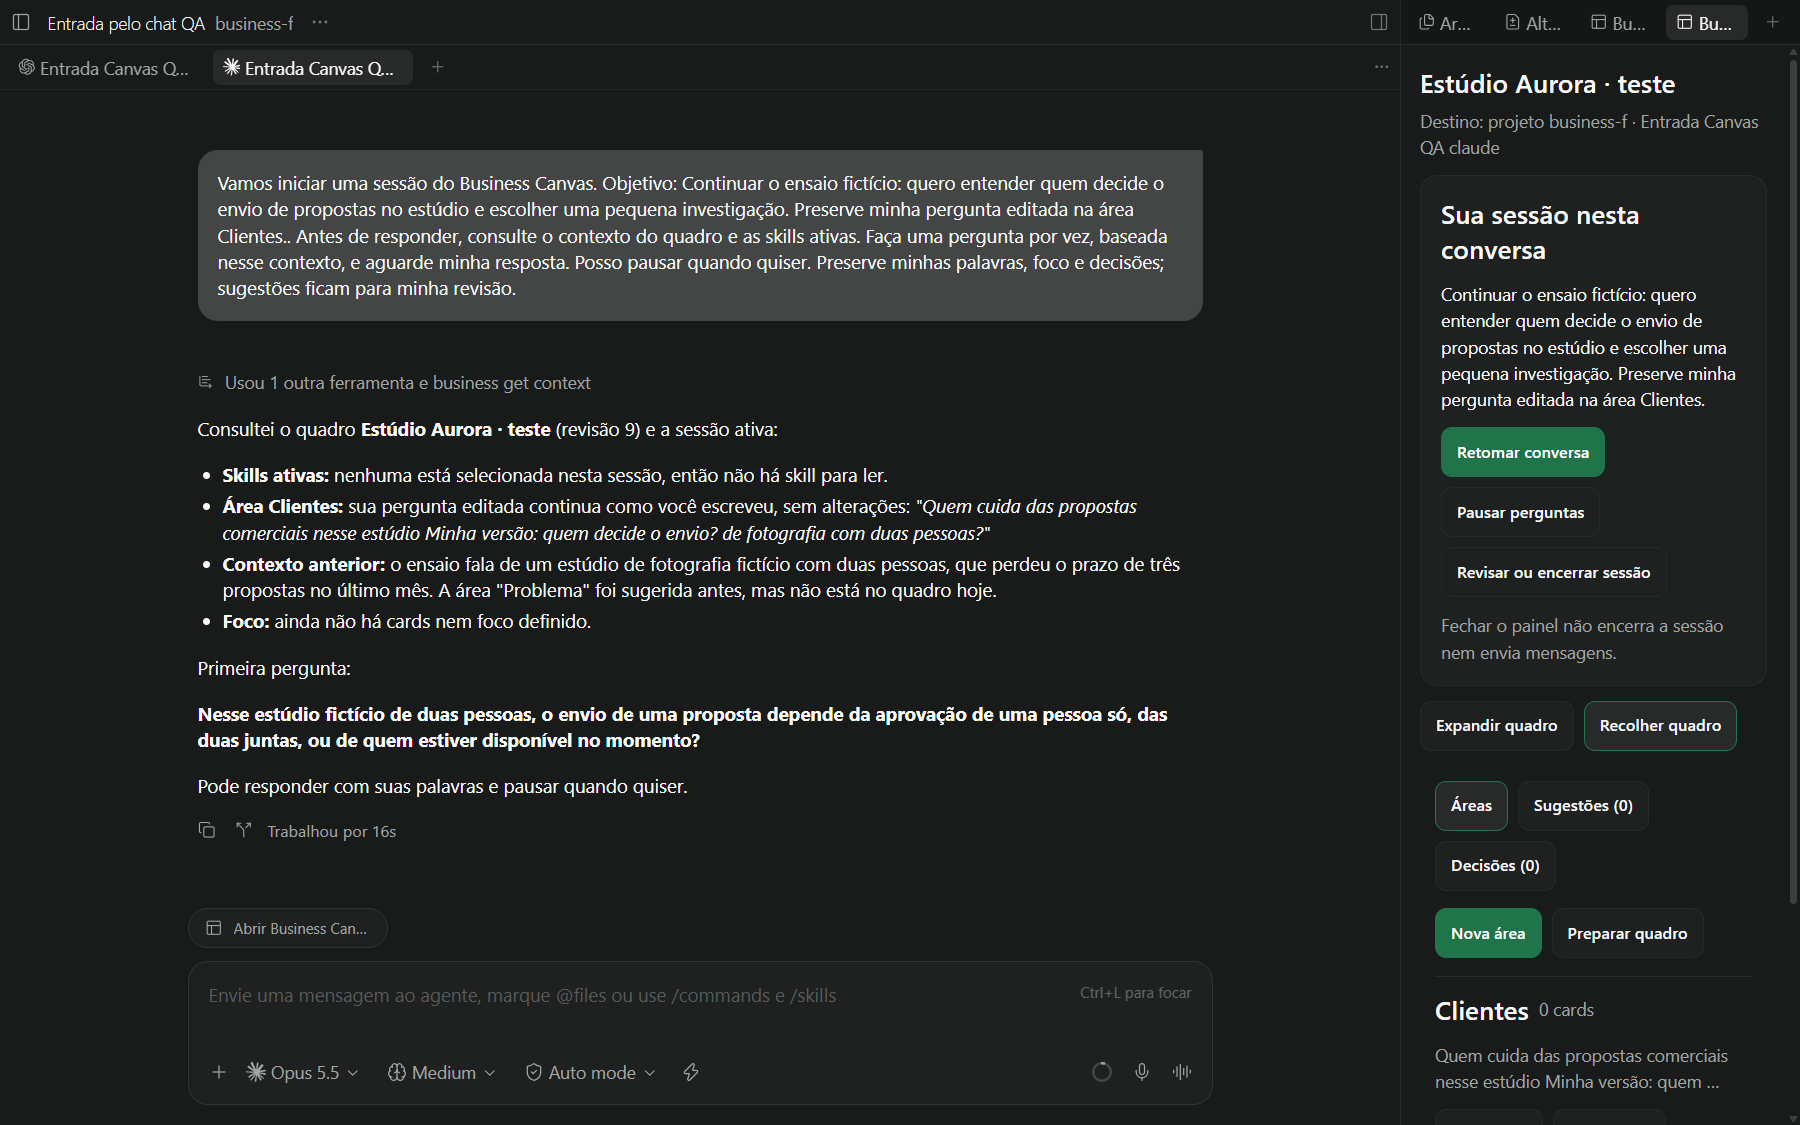 Entrada pelo chat QA business-f ···
Ar...
Alt...
Bu...
Bu...
Entrada Canvas Q...
Entrada Canvas Q...
Vamos iniciar uma sessão do Business Canvas. Objetivo: Continuar o ensaio fictício: quero entender quem decide o
envio de propostas no estúdio e escolher uma pequena investigação. Preserve minha pergunta editada na área
Clientes.. Antes de responder, consulte o contexto do quadro e as skills ativas. Faça uma pergunta por vez, baseada
nesse contexto, e aguarde minha resposta. Posso pausar quando quiser. Preserve minhas palavras, foco e decisões;
sugestões ficam para minha revisão.
Usou 1 outra ferramenta e business get context
Consultei o quadro Estúdio Aurora · teste (revisão 9) e a sessão ativa:
• Skills ativas: nenhuma está selecionada nesta sessão, então não há skill para ler.
• Área Clientes: sua pergunta editada continua como você escreveu, sem alterações: "Quem cuida das propostas
comerciais nesse estúdio Minha versão: quem decide o envio? de fotografia com duas pessoas?"
• Contexto anterior: o ensaio fala de um estúdio de fotografia fictício com duas pessoas, que perdeu o prazo de três
propostas no último mês. A área "Problema" foi sugerida antes, mas não está no quadro hoje.
• Foco: ainda não há cards nem foco definido.
Primeira pergunta:
Nesse estúdio fictício de duas pessoas, o envio de uma proposta depende da aprovação de uma pessoa só, das
duas juntas, ou de quem estiver disponível no momento?
Pode responder com suas palavras e pausar quando quiser.
Trabalhou por 16s
Abrir Business Can...
Envie uma mensagem ao agente, marque @files ou use /commands e /skills
Ctrl+L para focar
Opus 5.5
Medium
Auto mode
Estúdio Aurora · teste
Destino: projeto business-f · Entrada Canvas
QA claude
Sua sessão nesta
conversa
Continuar o ensaio fictício: quero
entender quem decide o envio de
propostas no estúdio e escolher uma
pequena investigação. Preserve minha
pergunta editada na área Clientes.
Retomar conversa
Pausar perguntas
Revisar ou encerrar sessão
Fechar o painel não encerra a sessão
nem envia mensagens.
Expandir quadro
Recolher quadro
Áreas
Sugestões (0)
Decisões (0)
Nova área
Preparar quadro
Clientes 0 cards
Quem cuida das propostas comerciais
nesse estúdio Minha versão: quem ...